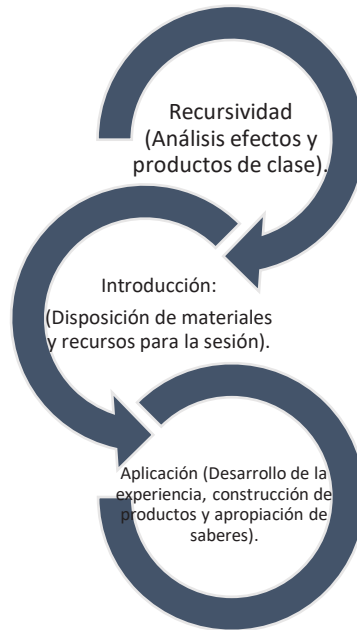 Recursividad
(Análisis efectos y
productos de clase).
Introducción:
(Disposición de materiales
y recursos para la sesión).
Aplicación (Desarrollo de la
experiencia, construcción de
productos y apropiación de
saberes).